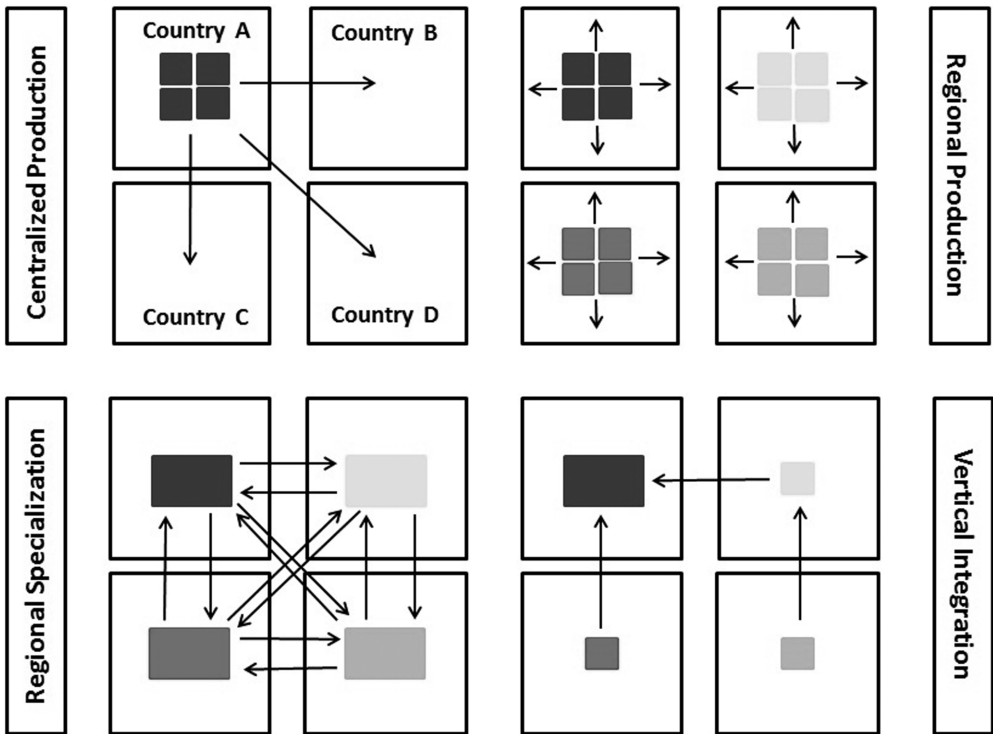 Centralized Production
Country A
Country B
Country C
Country D
Regional Production
Regional Specialization
Vertical Integration